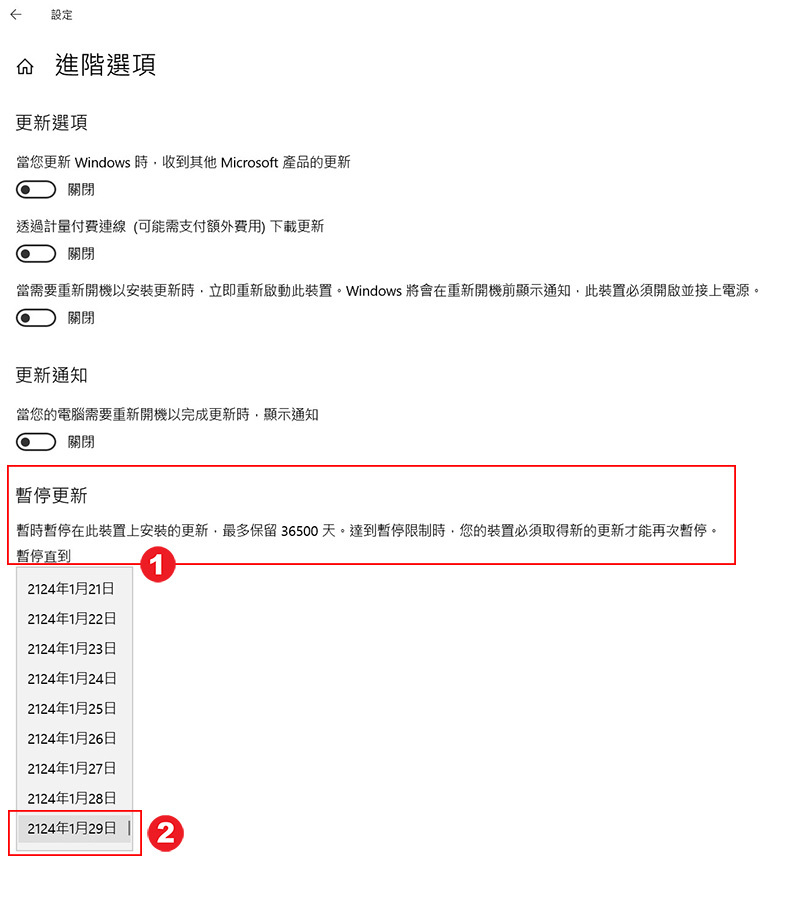 設定
進階選項
更新選項
當您更新 Windows 時，收到其他 Microsoft 產品的更新
關閉
透過計量付費連線 (可能需支付額外費用) 下載更新
關閉
當需要重新開機以安裝更新時，立即重新啟動此裝置。Windows 將會在重新開機前顯示通知，此裝置必須開啟並接上電源。
關閉
更新通知
當您的電腦需要重新開機以完成更新時，顯示通知
關閉
暫停更新
暫時暫停在此裝置上安裝的更新，最多保留 36500 天。達到暫停限制時，您的裝置必須取得新的更新才能再次暫停。
暫停直到
1
2124年1月21日
2124年1月22日
2124年1月23日
2124年1月24日
2124年1月25日
2124年1月26日
2124年1月27日
2124年1月28日
2124年1月29日
2